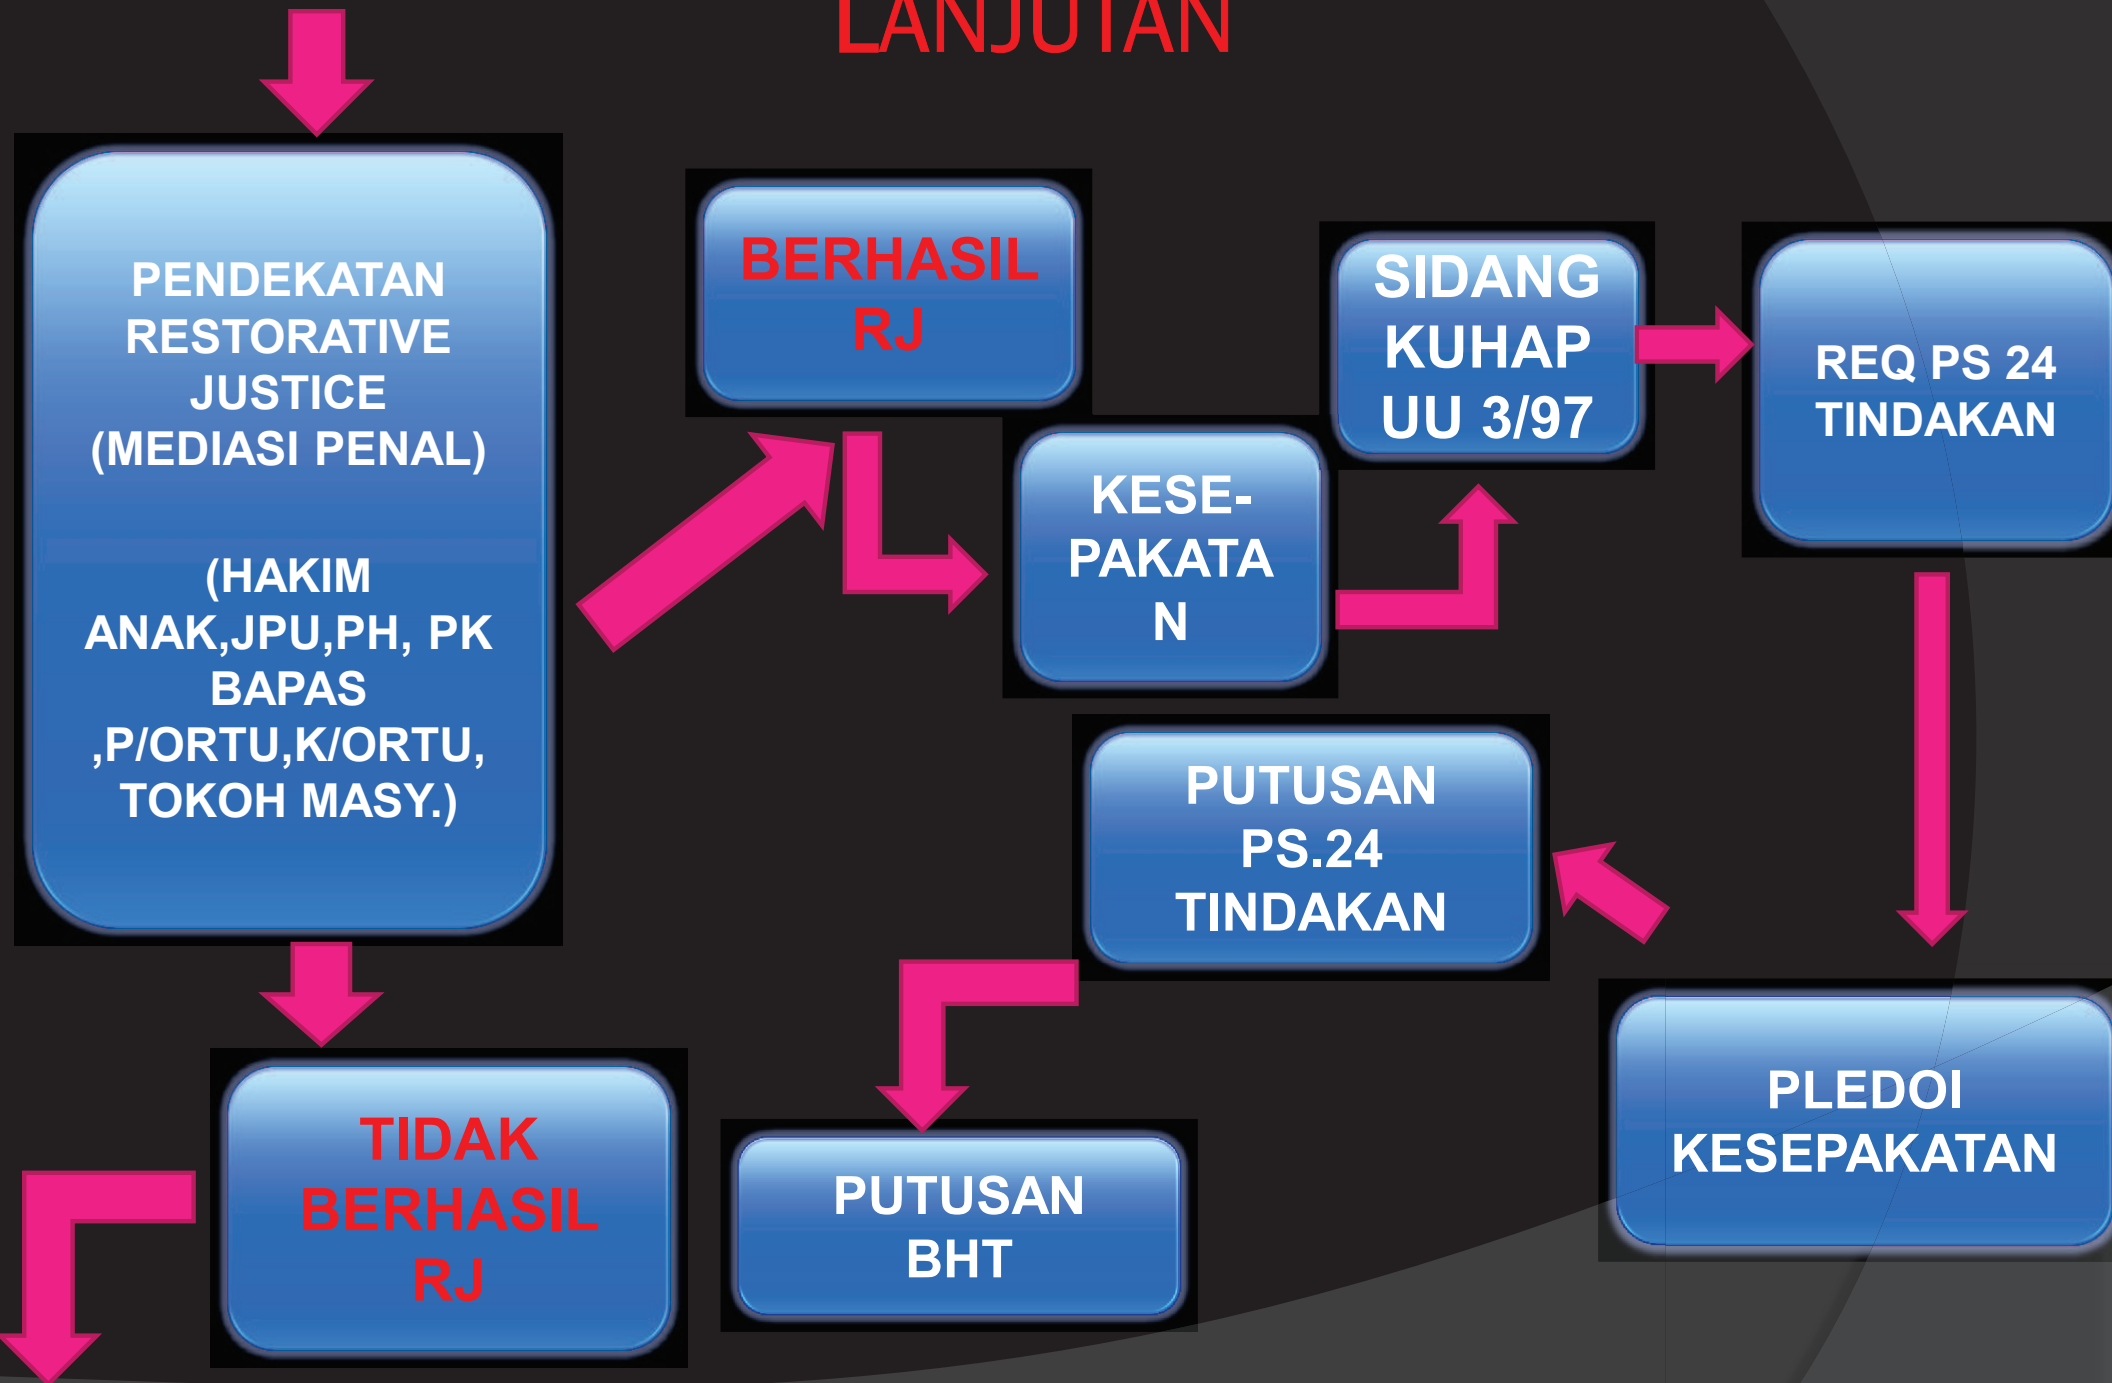 LANJUTAN
PENDEKATAN
RESTORATIVE
JUSTICE
(MEDIASI PENAL)
(HAKIM
ANAK,JPU,PH, PK
BAPAS
,P/ORTU,K/ORTU,
TOKOH MASY.)
BERHASIL
RJ
KESE-
PAKATA
N
SIDANG
KUHAP
UU 3/97
REQ PS 24
TINDAKAN
PLEDOI
KESEPAKATAN
PUTUSAN
PS.24
TINDAKAN
PUTUSAN
BHT
TIDAK
BERHASIL
RJ